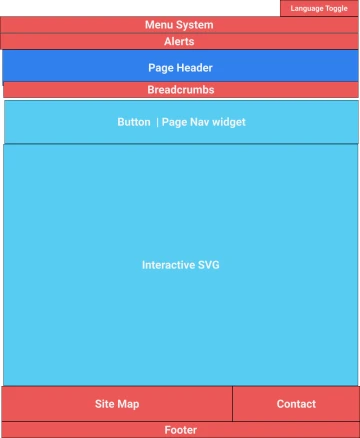 Language Toggle
Menu System
Alerts
Page Header
Breadcrumbs
Button | Page Nav widget
Interactive SVG
Site Map
Contact
Footer